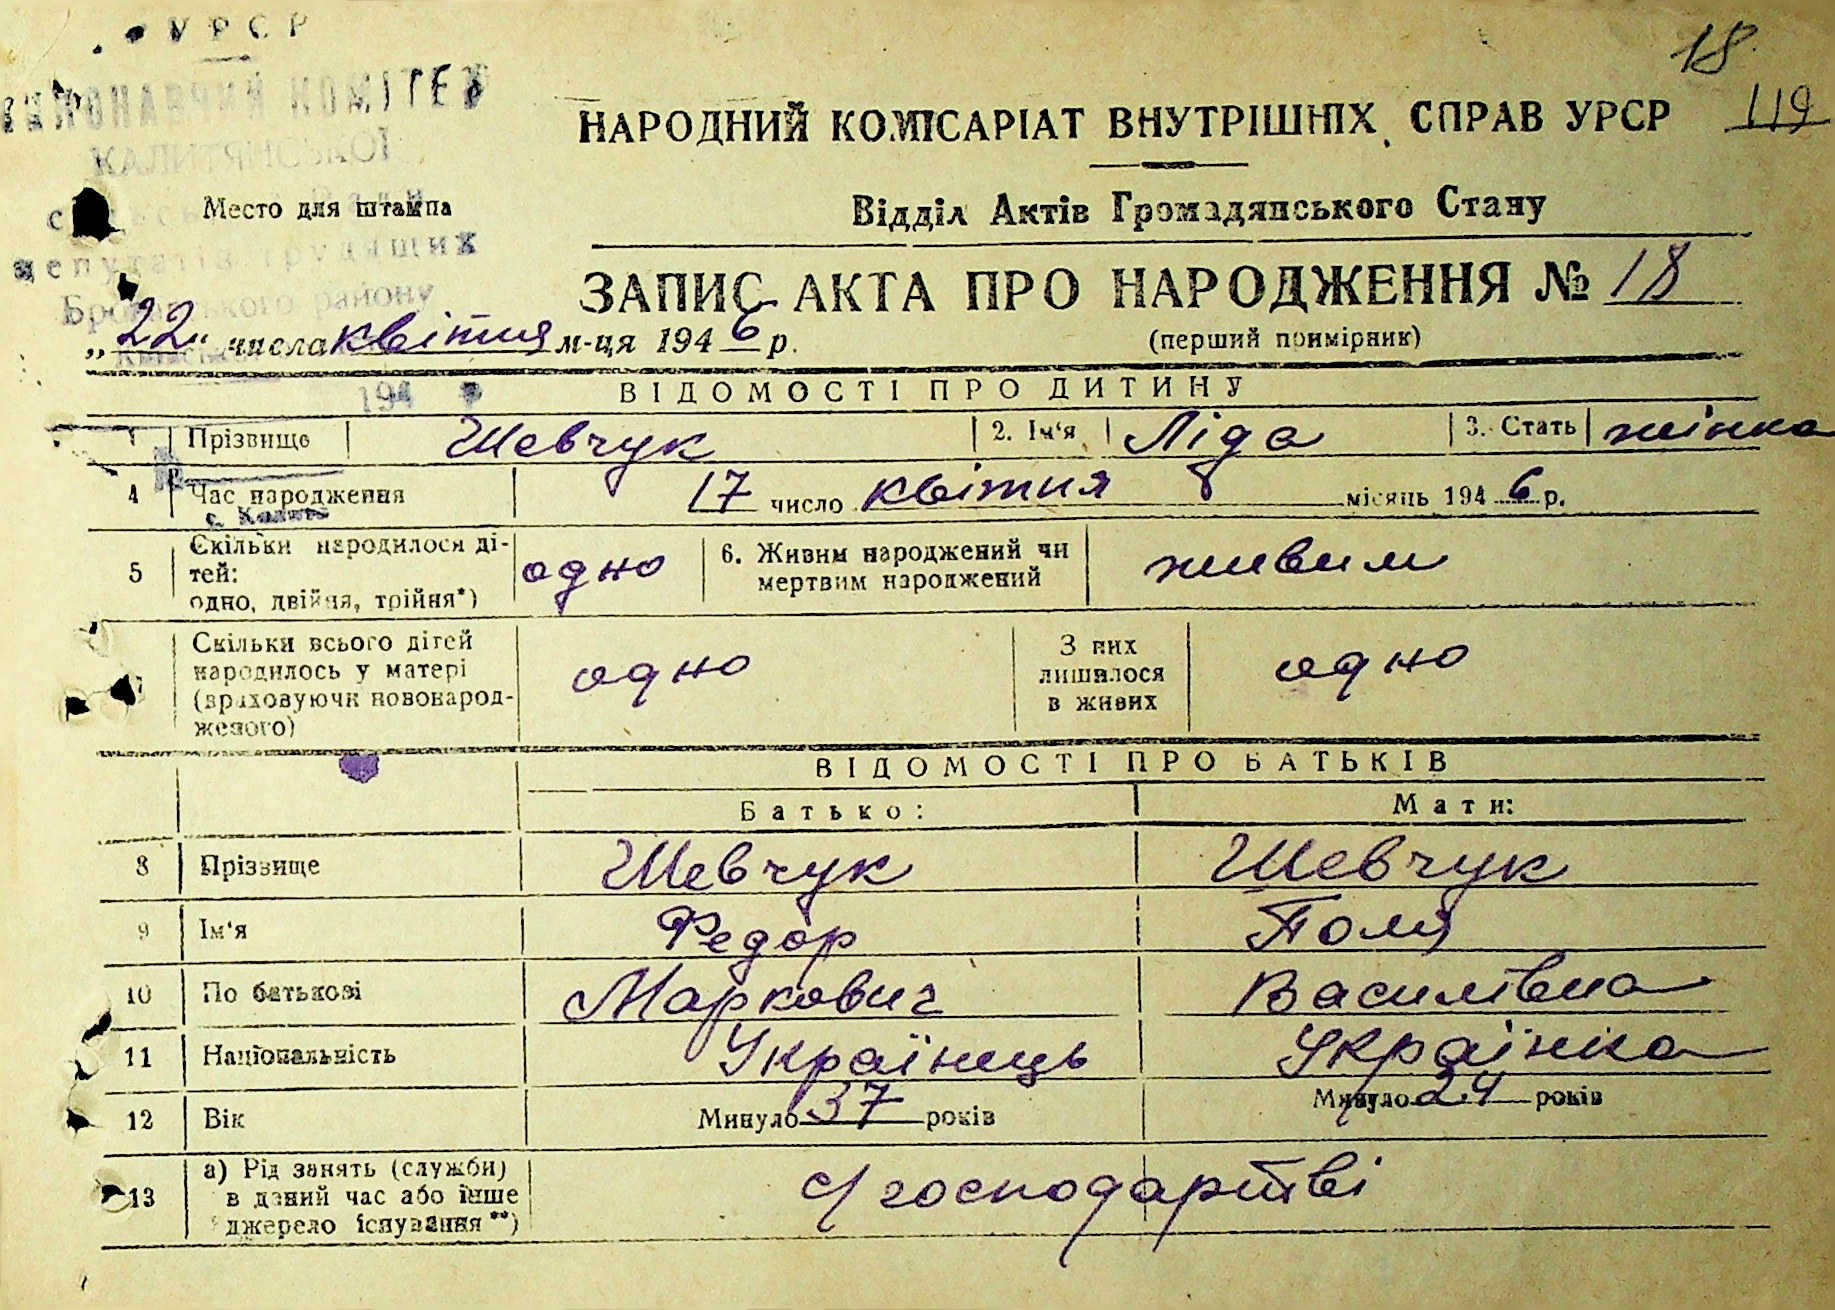 УРСР
ВИКОНАВЧИЙ КОМІТЕТ
КАЛИТЯНСЬКОЇ
депутатів трудящих
Броварського району
194
18
119
НАРОДНИЙ КОМІСАРІАТ ВНУТРІШНІХ СПРАВ УРСР
Место для штампа
Відділ Актів Громадянського Стану
ЗАПИС АКТА ПРО НАРОДЖЕННЯ № 18
(перший примірник)
„22" числа квітня м-ця 1946 р.
ВІДОМОСТІ ПРО ДИТИНУ
1 Прізвище Шевчук 2. Ім'я Ліда 3. Стать жінка
4 Час народження 17 число квітня місяць 1946 р.
5 Скільки народилося ді-
тей:
одно, двійня, трійня*) одно 6. Живим народжений чи
мертвим народжений живим
7 Скільки всього дітей
народилось у матері
(враховуючи новонарод-
женого) одно З них
лишилося
в живих одно
ВІДОМОСТІ ПРО БАТЬКІВ
Батько: Мати:
8 Прізвище Шевчук Шевчук
9 Ім'я Федор Поля
10 По батькові Маркович Василівна
11 Національність Українець Українка
12 Вік Минуло 37 років Минуло 24 років
13 а) Рід занять (служби)
в даний час або інше
джерело існування**) с/господартві